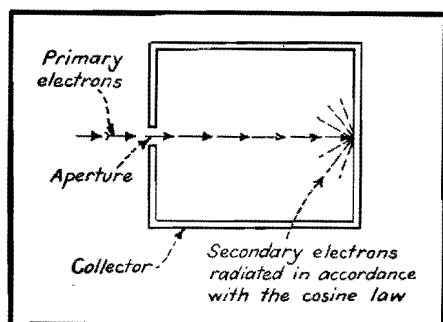 Primary
electrons
Aperture
Collector
Secondary electrons
radiated in accordance
with the cosine law